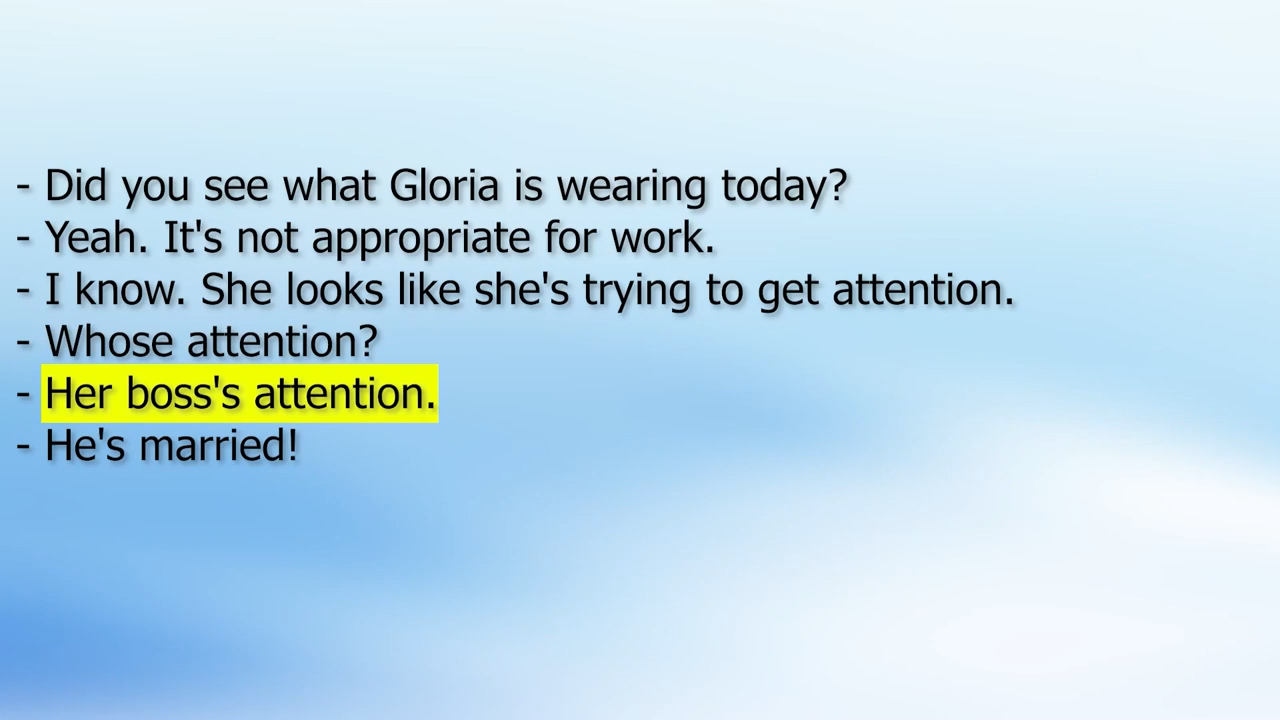 - Did you see what Gloria is wearing today?
- Yeah. It's not appropriate for work.
- I know. She looks like she's trying to get attention.
- Whose attention?
- Her boss's attention.
- He's married!